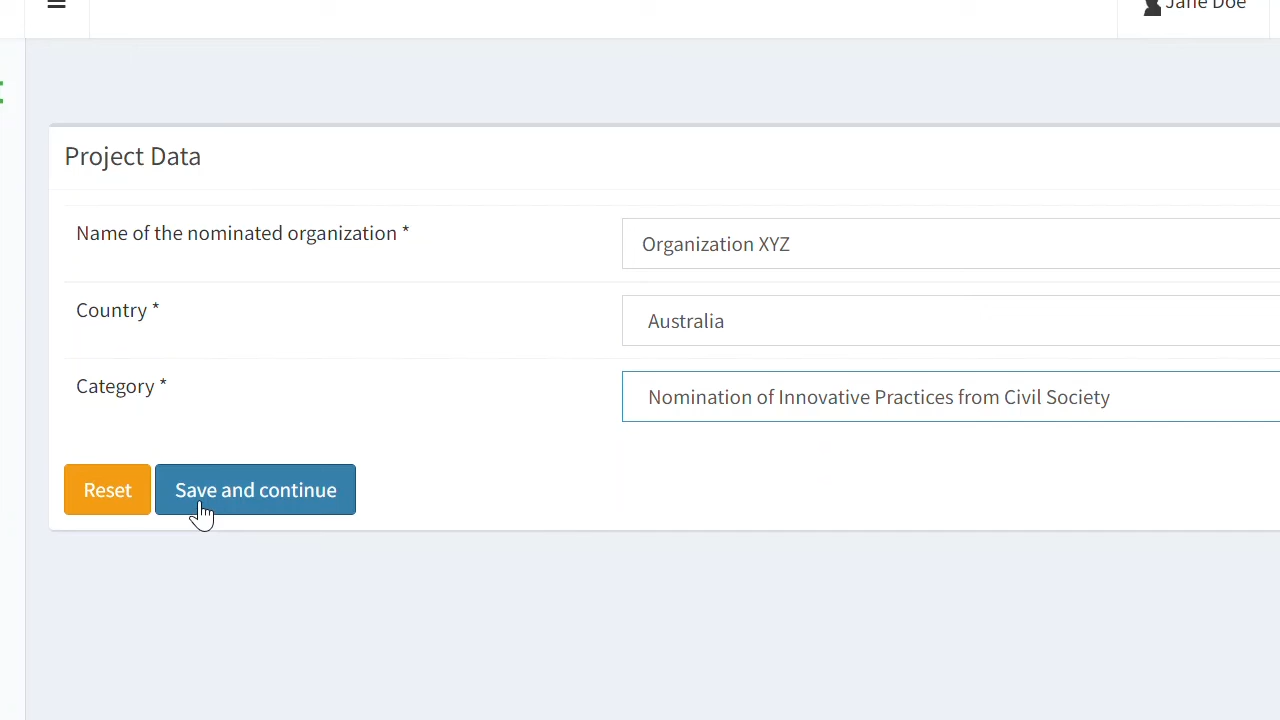 Jane Doe
Project Data
Name of the nominated organization *
Organization XYZ
Country *
Australia
Category *
Nomination of Innovative Practices from Civil Society
Reset
Save and continue